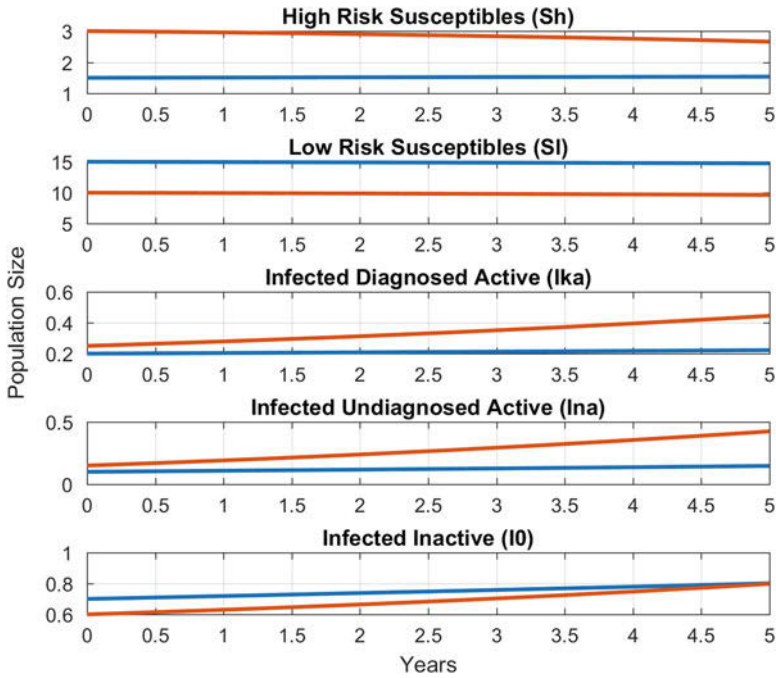 High Risk Susceptibles (Sh)
3
2
1
0 0.5 1 1.5 2 2.5 3 3.5 4 4.5 5
Low Risk Susceptibles (Sl)
15
10
5
0 0.5 1 1.5 2 2.5 3 3.5 4 4.5 5
Infected Diagnosed Active (Ika)
0.6
0.4
0.2
0 0.5 1 1.5 2 2.5 3 3.5 4 4.5 5
Infected Undiagnosed Active (Ina)
0.5
0
0 0.5 1 1.5 2 2.5 3 3.5 4 4.5 5
Infected Inactive (I0)
1
0.8
0.6
0 0.5 1 1.5 2 2.5 3 3.5 4 4.5 5
Years
Population Size